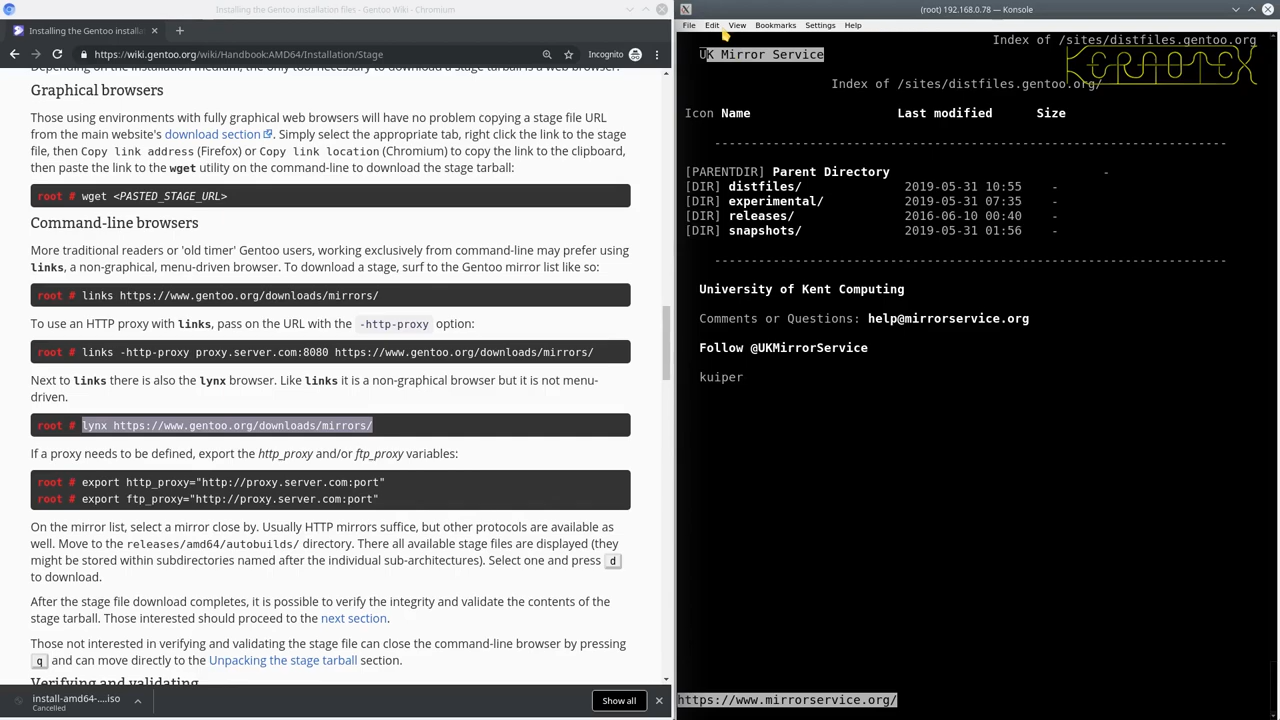 Installing the Gentoo installation files - Gentoo Wiki - Chromium
Installing the Gentoo installat
https://wiki.gentoo.org/wiki/Handbook:AMD64/Installation/Stage
Incognito
Depending on the installation medium, the only tool necessary to download a stage tarball is a web browser.
Graphical browsers
Those using environments with fully graphical web browsers will have no problem copying a stage file URL
from the main website's download section. Simply select the appropriate tab, right click the link to the stage
file, then Copy link address (Firefox) or Copy link location (Chromium) to copy the link to the clipboard,
then paste the link to the wget utility on the command-line to download the stage tarball:
root # wget <PASTED_STAGE_URL>
Command-line browsers
More traditional readers or 'old timer' Gentoo users, working exclusively from command-line may prefer using
links, a non-graphical, menu-driven browser. To download a stage, surf to the Gentoo mirror list like so:
root # links https://www.gentoo.org/downloads/mirrors/
To use an HTTP proxy with links, pass on the URL with the -http-proxy option:
root # links -http-proxy proxy.server.com:8080 https://www.gentoo.org/downloads/mirrors/
Next to links there is also the lynx browser. Like links it is a non-graphical browser but it is not menu-
driven.
root # lynx https://www.gentoo.org/downloads/mirrors/
If a proxy needs to be defined, export the http_proxy and/or ftp_proxy variables:
root # export http_proxy="http://proxy.server.com:port"
root # export ftp_proxy="http://proxy.server.com:port"
On the mirror list, select a mirror close by. Usually HTTP mirrors suffice, but other protocols are available as
well. Move to the releases/amd64/autobuilds/ directory. There all available stage files are displayed (they
might be stored within subdirectories named after the individual sub-architectures). Select one and press d
to download.
After the stage file download completes, it is possible to verify the integrity and validate the contents of the
stage tarball. Those interested should proceed to the next section.
Those not interested in verifying and validating the stage file can close the command-line browser by pressing
q and can move directly to the Unpacking the stage tarball section.
Verifying and validating
install-amd64-....iso
Cancelled
Show all
(root) 192.168.0.78 — Konsole
File Edit View Bookmarks Settings Help
Index of /sites/distfiles.gentoo.org
UK Mirror Service
Index of /sites/distfiles.gentoo.org/
Icon Name Last modified Size
[PARENTDIR] Parent Directory -
[DIR] distfiles/ 2019-05-31 10:55 -
[DIR] experimental/ 2019-05-31 07:35 -
[DIR] releases/ 2016-06-10 00:40 -
[DIR] snapshots/ 2019-05-31 01:56 -
University of Kent Computing
Comments or Questions: help@mirrorservice.org
Follow @UKMirrorService
kuiper
https://www.mirrorservice.org/